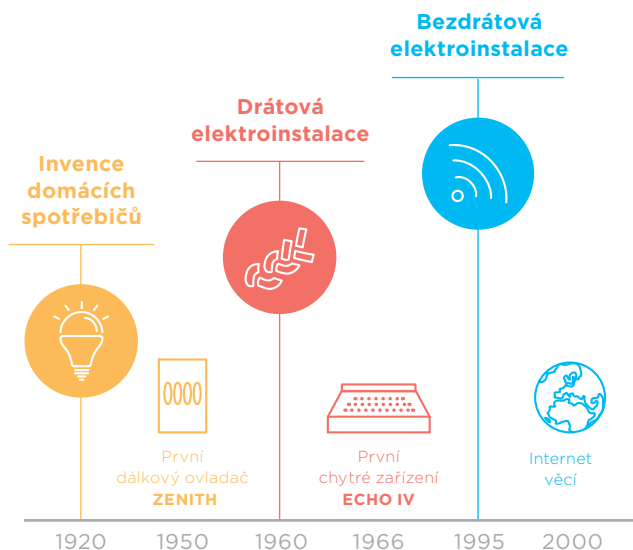 Bezdrátová
elektroinstalace
Drátová
elektroinstalace
Invence
domácích
spotřebičů
První
dálkový ovladač
ZENITH
První
chytré zařízení
ECHO IV
Internet
věcí
1920 1950 1960 1966 1995 2000